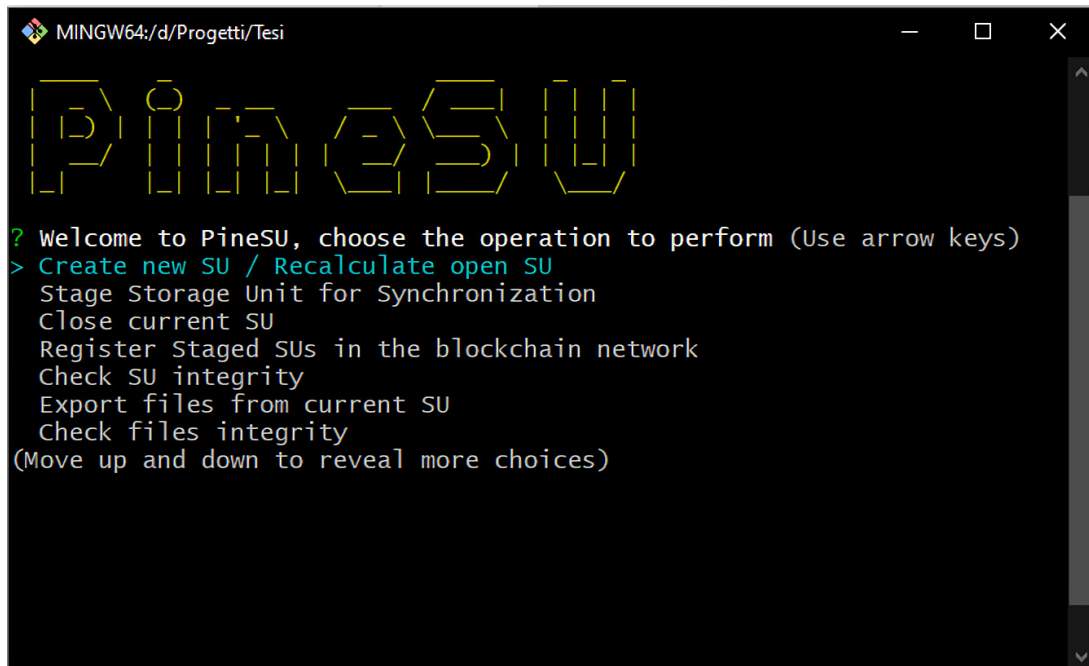 MINGW64:/d/Progetti/Tesi
PineSU
? Welcome to PineSU, choose the operation to perform (Use arrow keys)
> Create new SU / Recalculate open SU
Stage Storage Unit for Synchronization
Close current SU
Register Staged SUs in the blockchain network
Check SU integrity
Export files from current SU
Check files integrity
(Move up and down to reveal more choices)